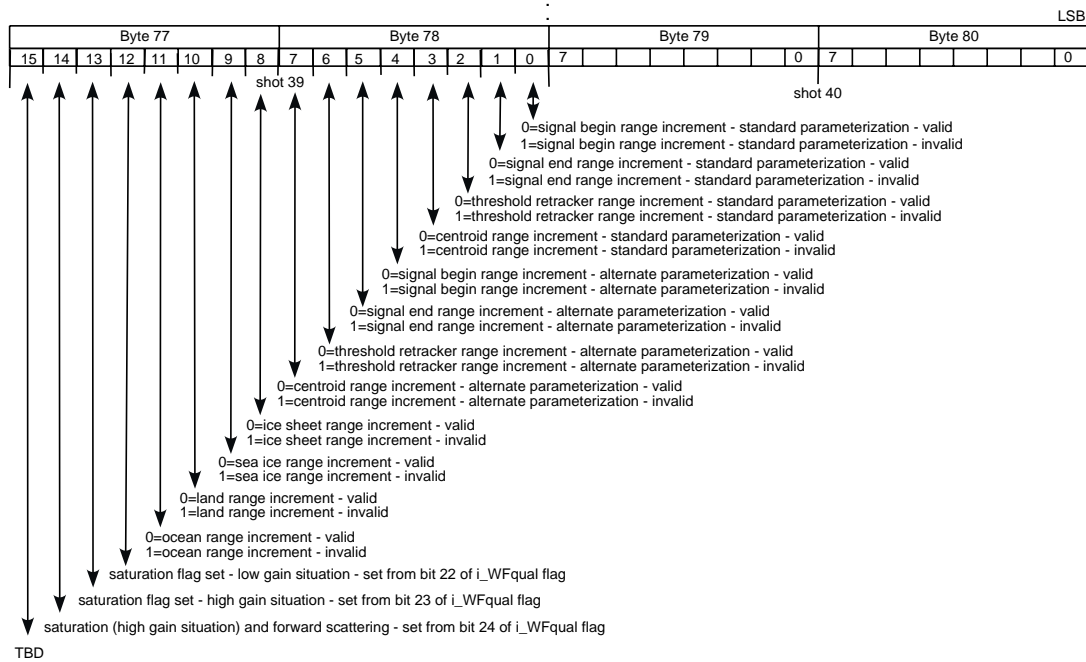 LSB
Byte 77 Byte 78 Byte 79 Byte 80
15 14 13 12 11 10 9 8 7 6 5 4 3 2 1 0 7 0 7 0
shot 39 shot 40
0=signal begin range increment - standard parameterization - valid
1=signal begin range increment - standard parameterization - invalid
0=signal end range increment - standard parameterization - valid
1=signal end range increment - standard parameterization - invalid
0=threshold retracker range increment - standard parameterization - valid
1=threshold retracker range increment - standard parameterization - invalid
0=centroid range increment - standard parameterization - valid
1=centroid range increment - standard parameterization - invalid
0=signal begin range increment - alternate parameterization - valid
1=signal begin range increment - alternate parameterization - invalid
0=signal end range increment - alternate parameterization - valid
1=signal end range increment - alternate parameterization - invalid
0=threshold retracker range increment - alternate parameterization - valid
1=threshold retracker range increment - alternate parameterization - invalid
0=centroid range increment - alternate parameterization - valid
1=centroid range increment - alternate parameterization - invalid
0=ice sheet range increment - valid
1=ice sheet range increment - invalid
0=sea ice range increment - valid
1=sea ice range increment - invalid
0=land range increment - valid
1=land range increment - invalid
0=ocean range increment - valid
1=ocean range increment - invalid
saturation flag set - low gain situation - set from bit 22 of i_WFqual flag
saturation flag set - high gain situation - set from bit 23 of i_WFqual flag
saturation (high gain situation) and forward scattering - set from bit 24 of i_WFqual flag
TBD